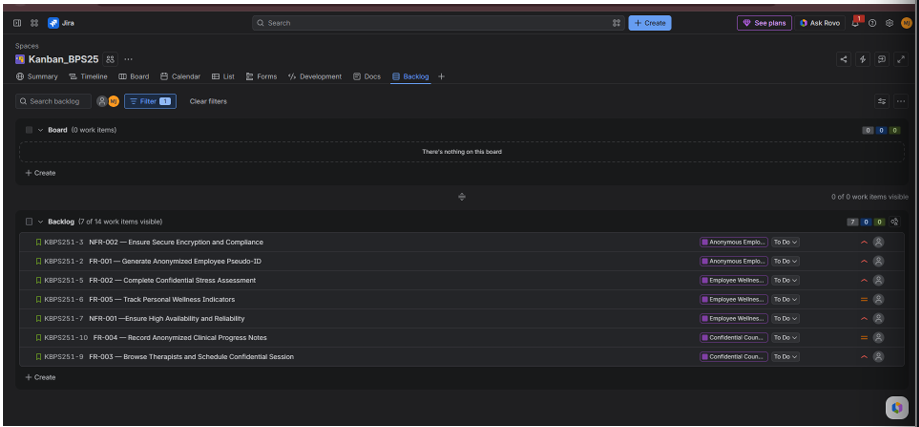 Jira
Search
+ Create
See plans
Ask Rovo
1
MJ
Spaces
Kanban_BPS25
Summary
Timeline
Board
Calendar
List
Forms
Development
Docs
Backlog
Search backlog
MJ
Filter 1
Clear filters
Board (0 work items)
0 0 0
There's nothing on this board
+ Create
0 of 0 work items visible
Backlog (7 of 14 work items visible)
7 0 0
KBPS251-3 NFR-002 — Ensure Secure Encryption and Compliance Anonymous Emplo... To Do
KBPS251-2 FR-001 — Generate Anonymized Employee Pseudo-ID Anonymous Emplo... To Do
KBPS251-5 FR-002 — Complete Confidential Stress Assessment Employee Wellnes... To Do
KBPS251-6 FR-005 — Track Personal Wellness Indicators Employee Wellnes... To Do
KBPS251-7 NFR-001 —Ensure High Availability and Reliability Employee Wellnes... To Do
KBPS251-10 FR-004 — Record Anonymized Clinical Progress Notes Confidential Coun... To Do
KBPS251-9 FR-003 — Browse Therapists and Schedule Confidential Session Confidential Coun... To Do
+ Create